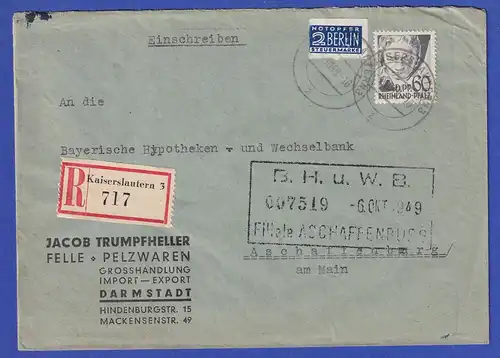 Einschreiben
NOTOPFER
2 BERLIN
STEUERMARKE
60
RHEINLAND-PFALZ
An die
Bayerische Hypotheken - und Wechselbank
R Kaiserslautern 3
717
B. H. u. W. B.
007519 -6.OKT.1949
Filiale ASCHAFFENBURG
Aschaffenburg
am Main
JACOB TRUMPFHELLER
FELLE + PELZWAREN
GROSSHANDLUNG
IMPORT — EXPORT
DARMSTADT
HINDENBURGSTR. 15
MACKENSENSTR. 49